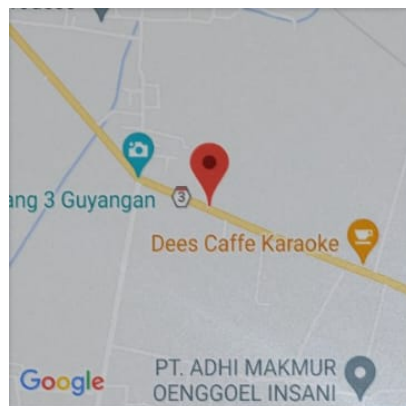 ang 3 Guyangan
3
Dees Caffe Karaoke
PT. ADHI MAKMUR
OENGGOEL INSANI
Google